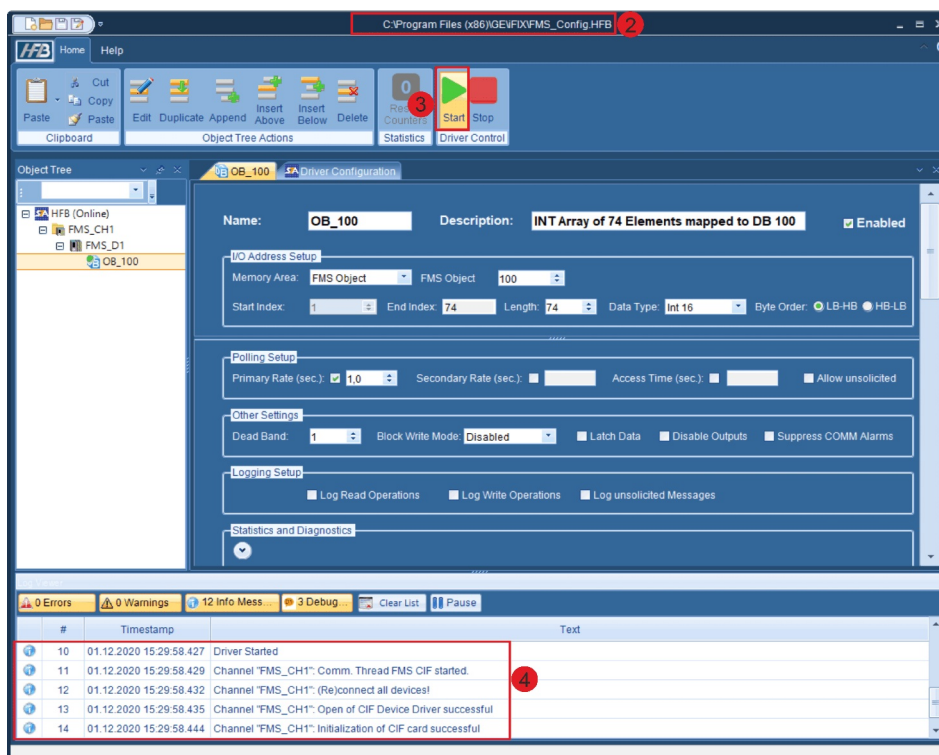 C:\Program Files (x86)\GE\FIX\FMS_Config.HFB
2
HFB Home Help
Paste
Cut
Copy
Paste
Clipboard
Edit Duplicate Append Insert Above Insert Below Delete
Object Tree Actions
0
Counters
Statistics
3
Start Stop
Driver Control
Object Tree
HFB (Online)
FMS_CH1
FMS_D1
OB_100
OB_100 Driver Configuration
Name: OB_100 Description: INT Array of 74 Elements mapped to DB 100 Enabled
I/O Address Setup
Memory Area: FMS Object FMS Object 100
Start Index: 1 End Index: 74 Length: 74 Data Type: Int 16 Byte Order: LB-HB HB-LB
Polling Setup
Primary Rate (sec.): 1,0 Secondary Rate (sec.): Access Time (sec.): Allow unsolicited
Other Settings
Dead Band: 1 Block Write Mode: Disabled Latch Data Disable Outputs Suppress COMM Alarms
Logging Setup
Log Read Operations Log Write Operations Log unsolicited Messages
Statistics and Diagnostics
0 Errors 0 Warnings 12 Info Mess... 3 Debug... Clear List Pause
# Timestamp Text
10 01.12.2020 15:29:58.427 Driver Started
11 01.12.2020 15:29:58.429 Channel "FMS_CH1": Comm. Thread FMS CIF started.
12 01.12.2020 15:29:58.432 Channel "FMS_CH1": (Re)connect all devices!
13 01.12.2020 15:29:58.435 Channel "FMS_CH1": Open of CIF Device Driver successful
14 01.12.2020 15:29:58.444 Channel "FMS_CH1": Initialization of CIF card successful
4